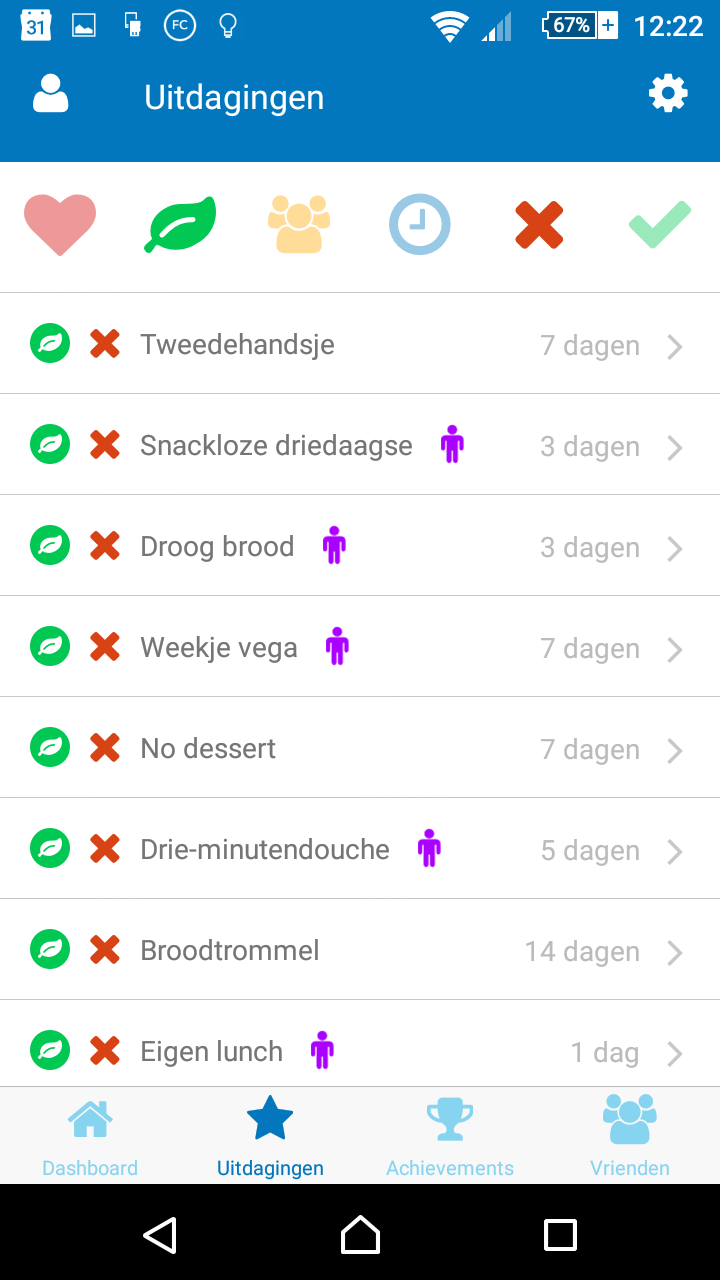 31 FC 67% 12:22
Uitdagingen
Tweedehandsje 7 dagen
Snackloze driedaagse 3 dagen
Droog brood 3 dagen
Weekje vega 7 dagen
No dessert 7 dagen
Drie-minutendouche 5 dagen
Broodtrommel 14 dagen
Eigen lunch 1 dag
Dashboard Uitdagingen Achievements Vrienden